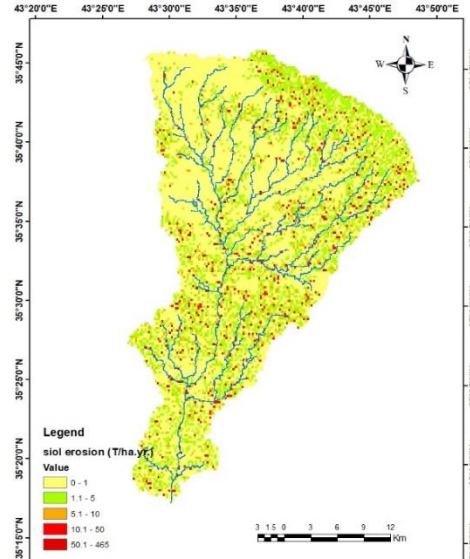 43°20'0"E 43°25'0"E 43°30'0"E 43°35'0"E 43°40'0"E 43°45'0"E 43°50'0"E
N
W E
S
35°45'0"N
35°40'0"N
35°35'0"N
35°30'0"N
35°25'0"N
35°20'0"N
35°15'0"N
Legend
siol erosion (T/ha.yr.)
Value
0 - 1
1.1 - 5
5.1 - 10
10.1 - 50
50.1 - 465
3 1.5 0 3 6 9 12
Km